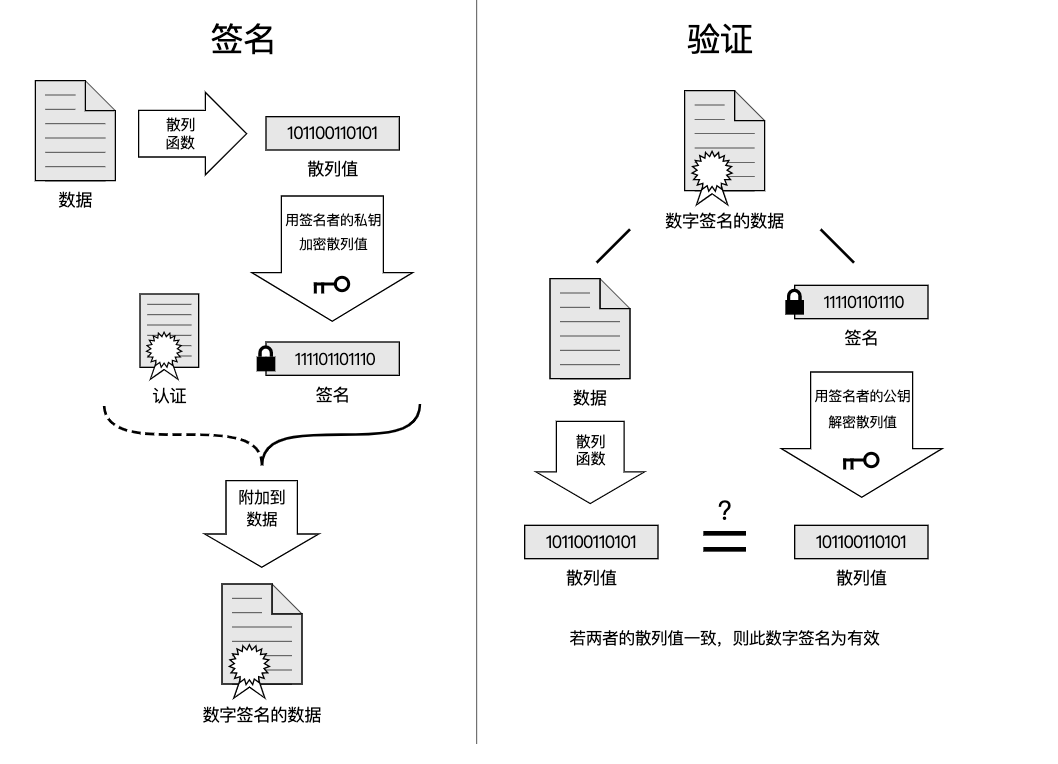 签名
散列
函数
数据
101100110101
散列值
用签名者的私钥
加密散列值
认证
111101101110
签名
附加到
数据
数字签名的数据
验证
数字签名的数据
数据
散列
函数
101100110101
散列值
111101101110
签名
用签名者的公钥
解密散列值
?
101100110101
散列值
若两者的散列值一致，则此数字签名为有效